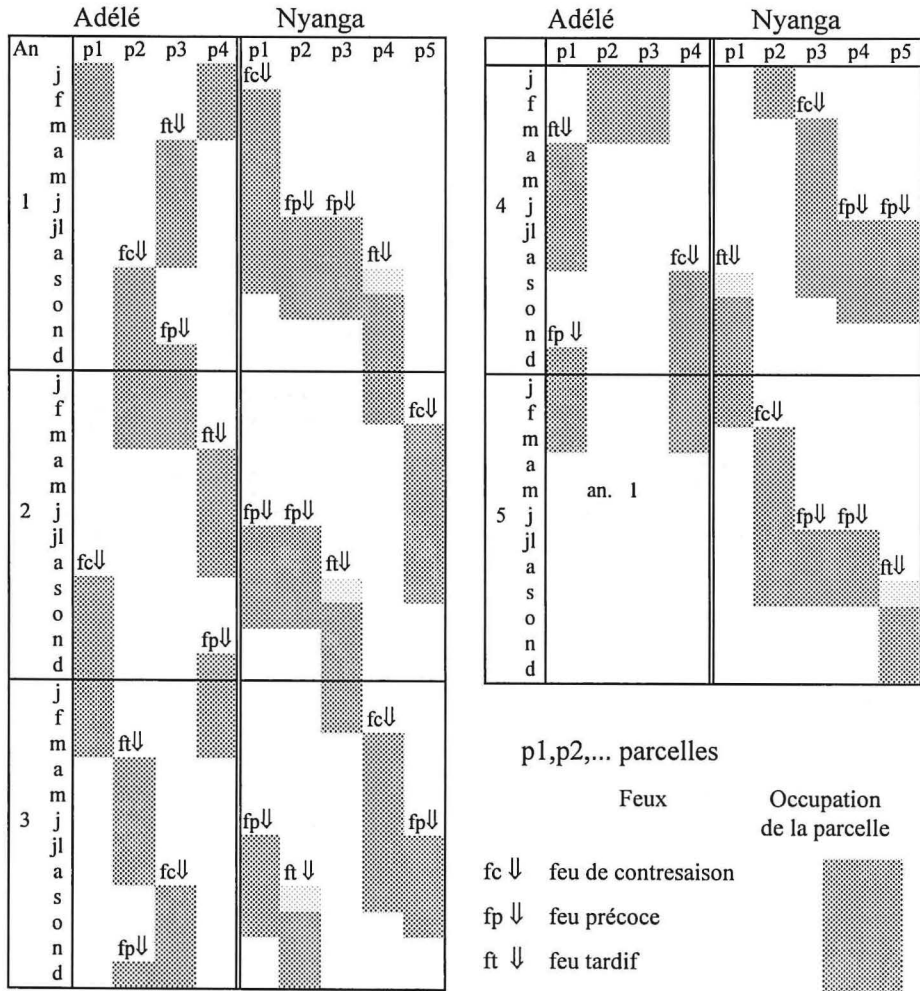 Adélé Nyanga
An p1 p2 p3 p4 p1 p2 p3 p4 p5
j fc⇓
f
m ft⇓
a
m
1 j fp⇓ fp⇓
jl
a fc⇓ ft⇓
s
o
n fp⇓
d
j
f fc⇓
m ft⇓
a
m
2 j fp⇓ fp⇓
jl
a fc⇓ ft⇓
s
o
n fp⇓
d
j
f fc⇓
m ft⇓
a
m
3 j fp⇓ fp⇓
jl
a fc⇓ ft⇓
s
o
n fp⇓
d
Adélé Nyanga
p1 p2 p3 p4 p1 p2 p3 p4 p5
j
f fc⇓
m ft⇓
a
m
4 j fp⇓ fp⇓
jl
a fc⇓ ft⇓
s
o
n fp⇓
d
j
f fc⇓
m
a
m an. 1
5 j fp⇓ fp⇓
jl
a ft⇓
s
o
n
d
p1,p2,... parcelles
Feux Occupation
de la parcelle
fc ⇓ feu de contresaison
fp ⇓ feu précoce
ft ⇓ feu tardif